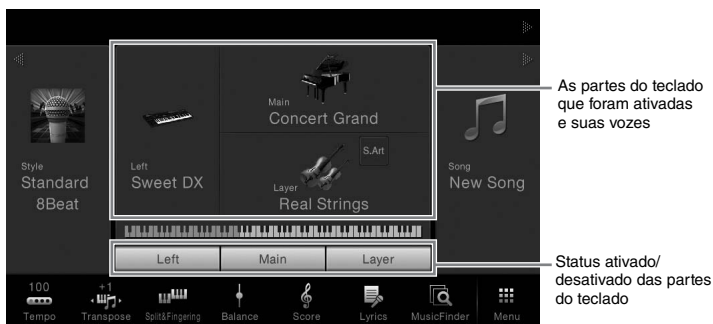 Main
Concert Grand
S.Art
Style
Standard
8Beat
Left
Sweet DX
Layer
Real Strings
Song
New Song
Left
Main
Layer
100
+1
Tempo
Transpose
Split&Fingering
Balance
Score
Lyrics
MusicFinder
Menu
As partes do teclado
que foram ativadas
e suas vozes
Status ativado/
desativado das partes
do teclado